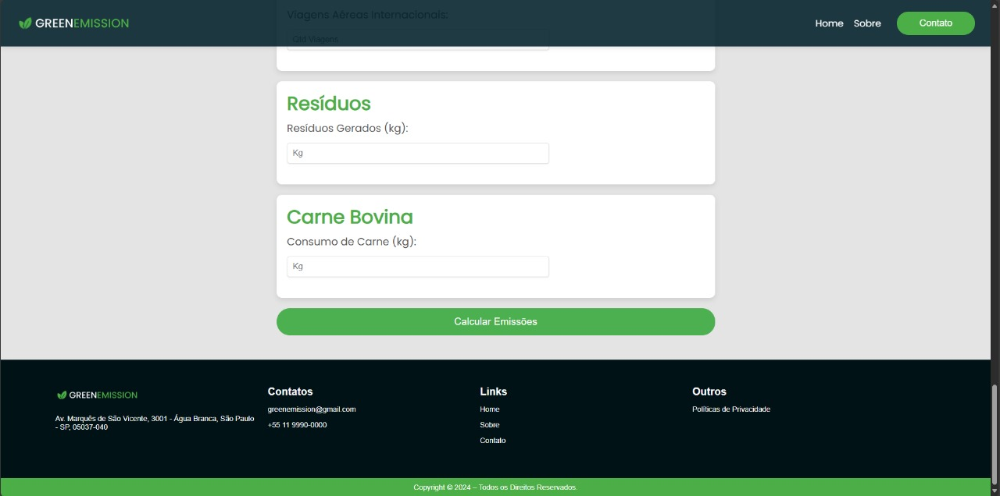 GREENEMISSION
Home
Sobre
Contato
Viagens Aéreas Internacionais:
Qtd Viagens
Resíduos
Resíduos Gerados (kg):
Kg
Carne Bovina
Consumo de Carne (kg):
Kg
Calcular Emissões
GREENEMISSION
Av. Marquês de São Vicente, 3001 - Água Branca, São Paulo
- SP, 05037-040
Contatos
greenemission@gmail.com
+55 11 9990-0000
Links
Home
Sobre
Contato
Outros
Políticas de Privacidade
Copyright © 2024 – Todos os Direitos Reservados.